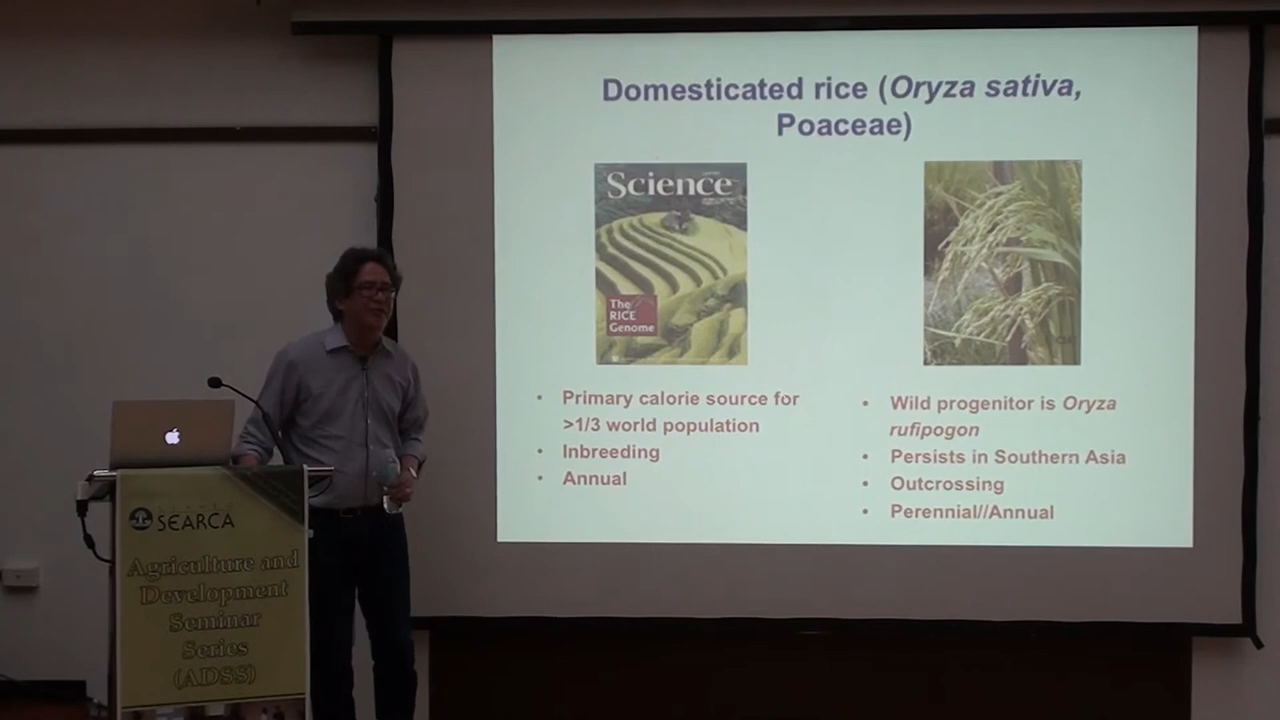 Domesticated rice (Oryza sativa,
Poaceae)
Science
The
RICE
Genome
• Primary calorie source for
>1/3 world population
• Inbreeding
• Annual
• Wild progenitor is Oryza
rufipogon
• Persists in Southern Asia
• Outcrossing
• Perennial//Annual
SEARCA
Agriculture and
Development
Seminar
Series
(ADSS)